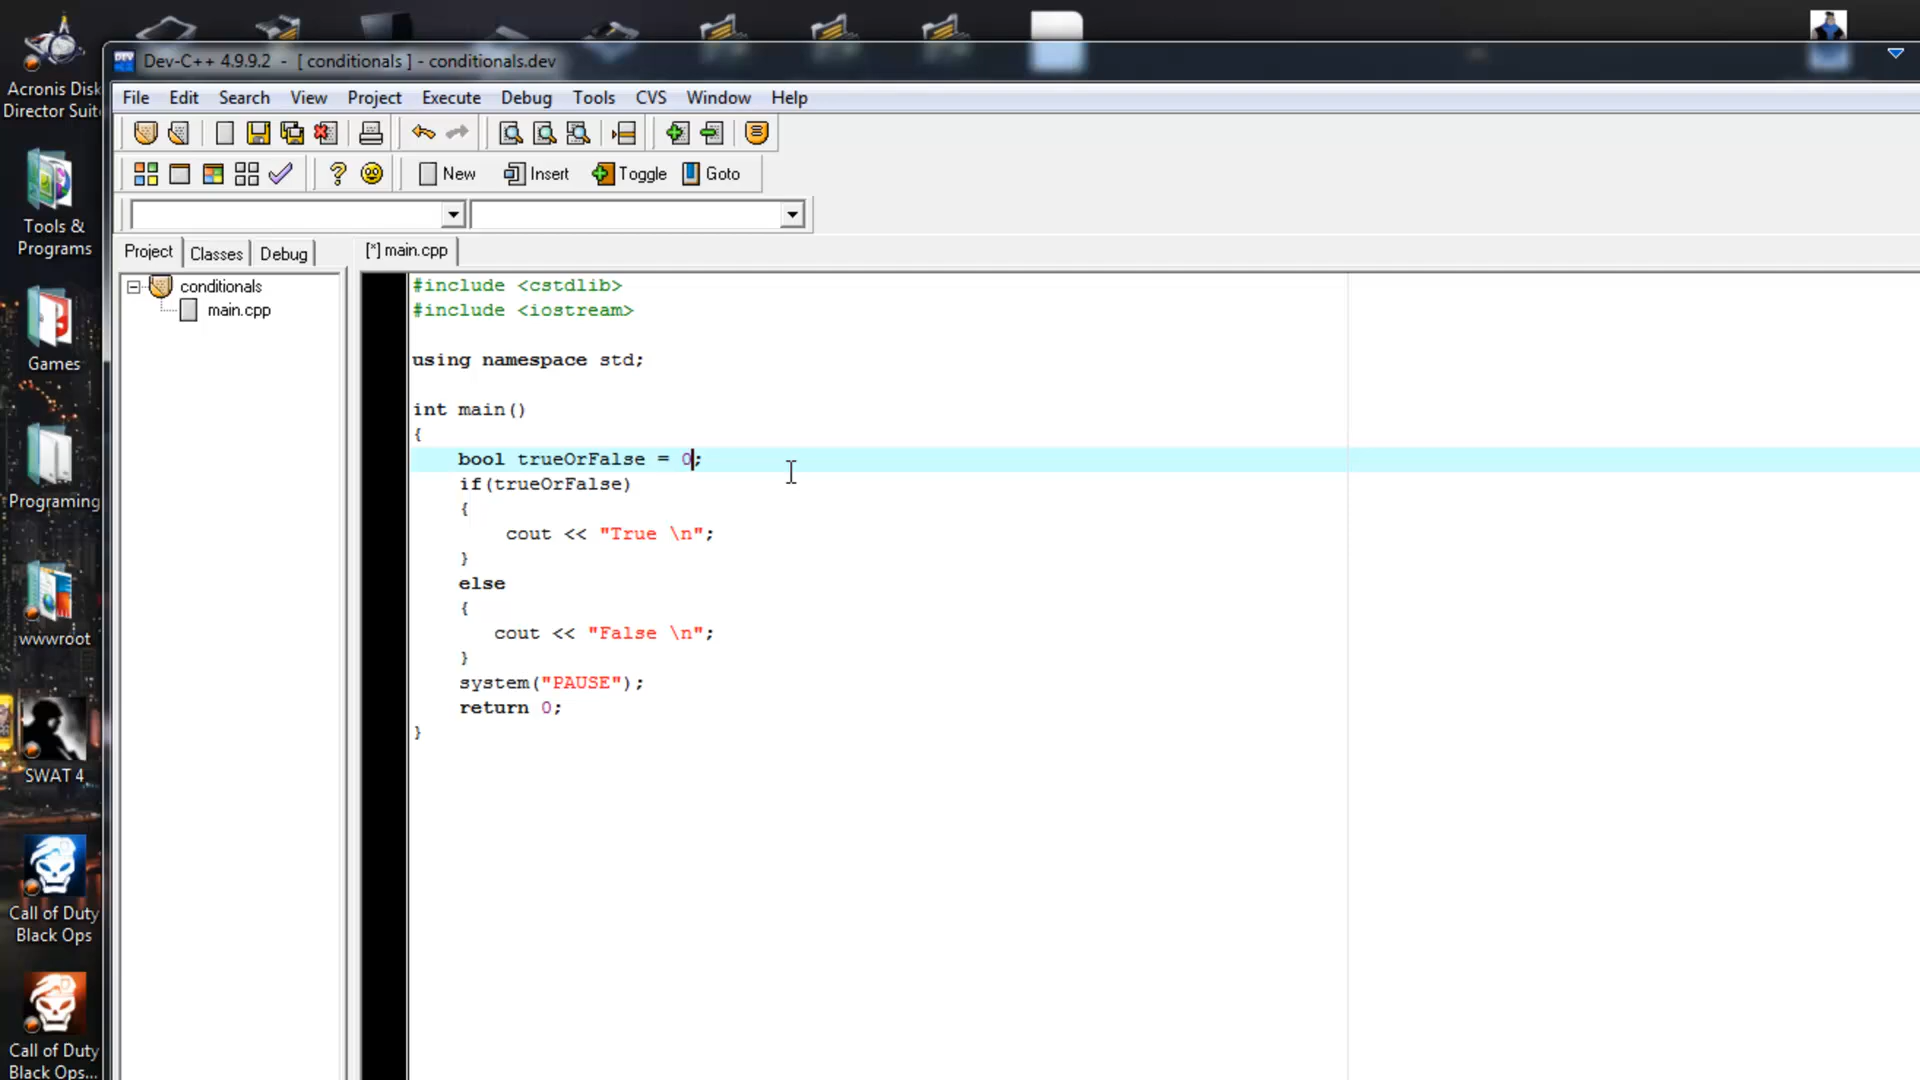 Dev-C++ 4.9.9.2 - [ conditionals ] - conditionals.dev
File Edit Search View Project Execute Debug Tools CVS Window Help
New Insert Toggle Goto
Project Classes Debug
[*] main.cpp
conditionals
main.cpp
#include <cstdlib>
#include <iostream>
using namespace std;
int main()
{
bool trueOrFalse = 0;
if(trueOrFalse)
{
cout << "True \n";
}
else
{
cout << "False \n";
}
system("PAUSE");
return 0;
}
Acronis Disk
Director Suit
Tools &
Programs
Games
Programing
wwwroot
SWAT 4
Call of Duty
Black Ops
Call of Duty
Black Ops...